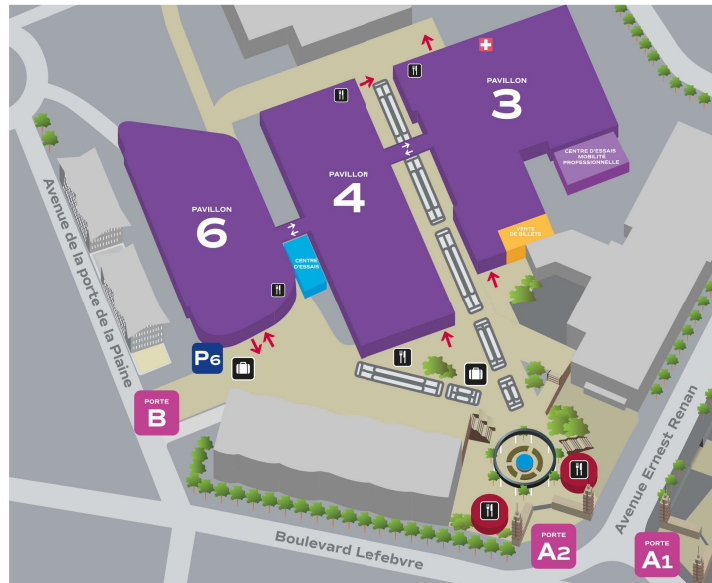 PAVILLON
3
PAVILLON
4
PAVILLON
6
CENTRE D'ESSAIS
MOBILITÉ
PROFESSIONNELLE
VENTE
DE BILLETS
CENTRE
D'ESSAIS
Avenue de la porte de la Plaine
P6
PORTE
B
Boulevard Lefebvre
PORTE
A2
Avenue Ernest Renan
PORTE
A1